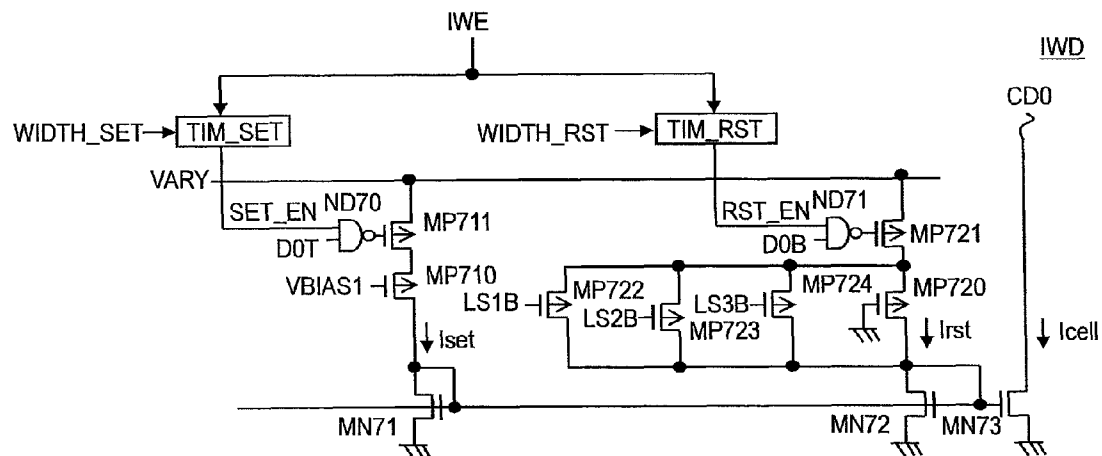 IWE
IWD
CD0
WIDTH_SET
TIM_SET
WIDTH_RST
TIM_RST
VARY
SET_EN
ND70
D0T
MP711
RST_EN
ND71
D0B
MP721
VBIAS1
MP710
LS1B
MP722
LS2B
MP723
LS3B
MP724
MP720
Iset
Irst
Icell
MN71
MN72
MN73